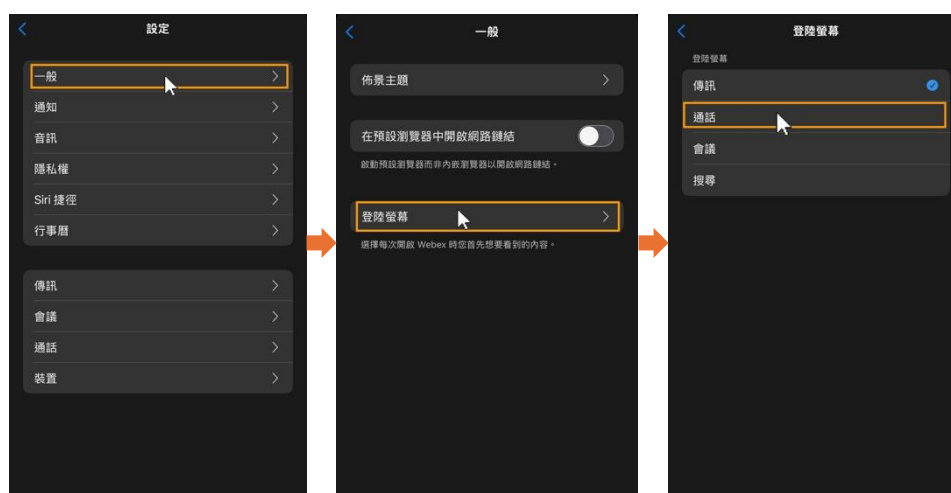 設定
一般
通知
音訊
隱私權
Siri 捷徑
行事曆
傳訊
會議
通話
裝置
一般
佈景主題
在預設瀏覽器中開啟網路鏈結
啟動預設瀏覽器而非內嵌瀏覽器以開啟網路鏈結。
登陸螢幕
選擇每次開啟 Webex 時您首先想要看到的內容。
登陸螢幕
登陸螢幕
傳訊
通話
會議
搜尋